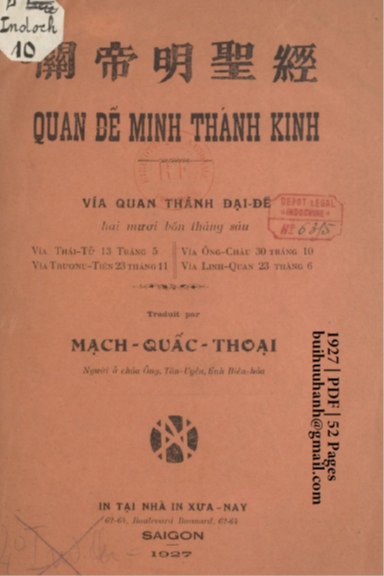 Indoch
10
關帝明聖經
QUAN ĐẾ MINH THÁNH KINH
VÍA QUAN THÁNH ĐẠI-ĐẾ
hai mươi bốn tháng sáu
VÍA THÁI-TỬ 13 THÁNG 5
VÍA ÔNG-CHÂU 30 THÁNG 10
VÍA TRƯƠNG-TIÊN 23 THÁNG 11
VÍA LINH-QUAN 23 THÁNG 6
DEPOT LEGAL
INDOCHINE
Nº 6315
Traduit par
MẠCH-QUẤC-THOẠI
Người ở chùa Ông, Tân-Uyên, tỉnh Biên-hòa
1927 | PDF | 52 Pages
buihuuhanh@gmail.com
IN TẠI NHÀ IN XƯA-NAY
62-64, Boulevard Bonnard, 62-64
SAIGON
1927